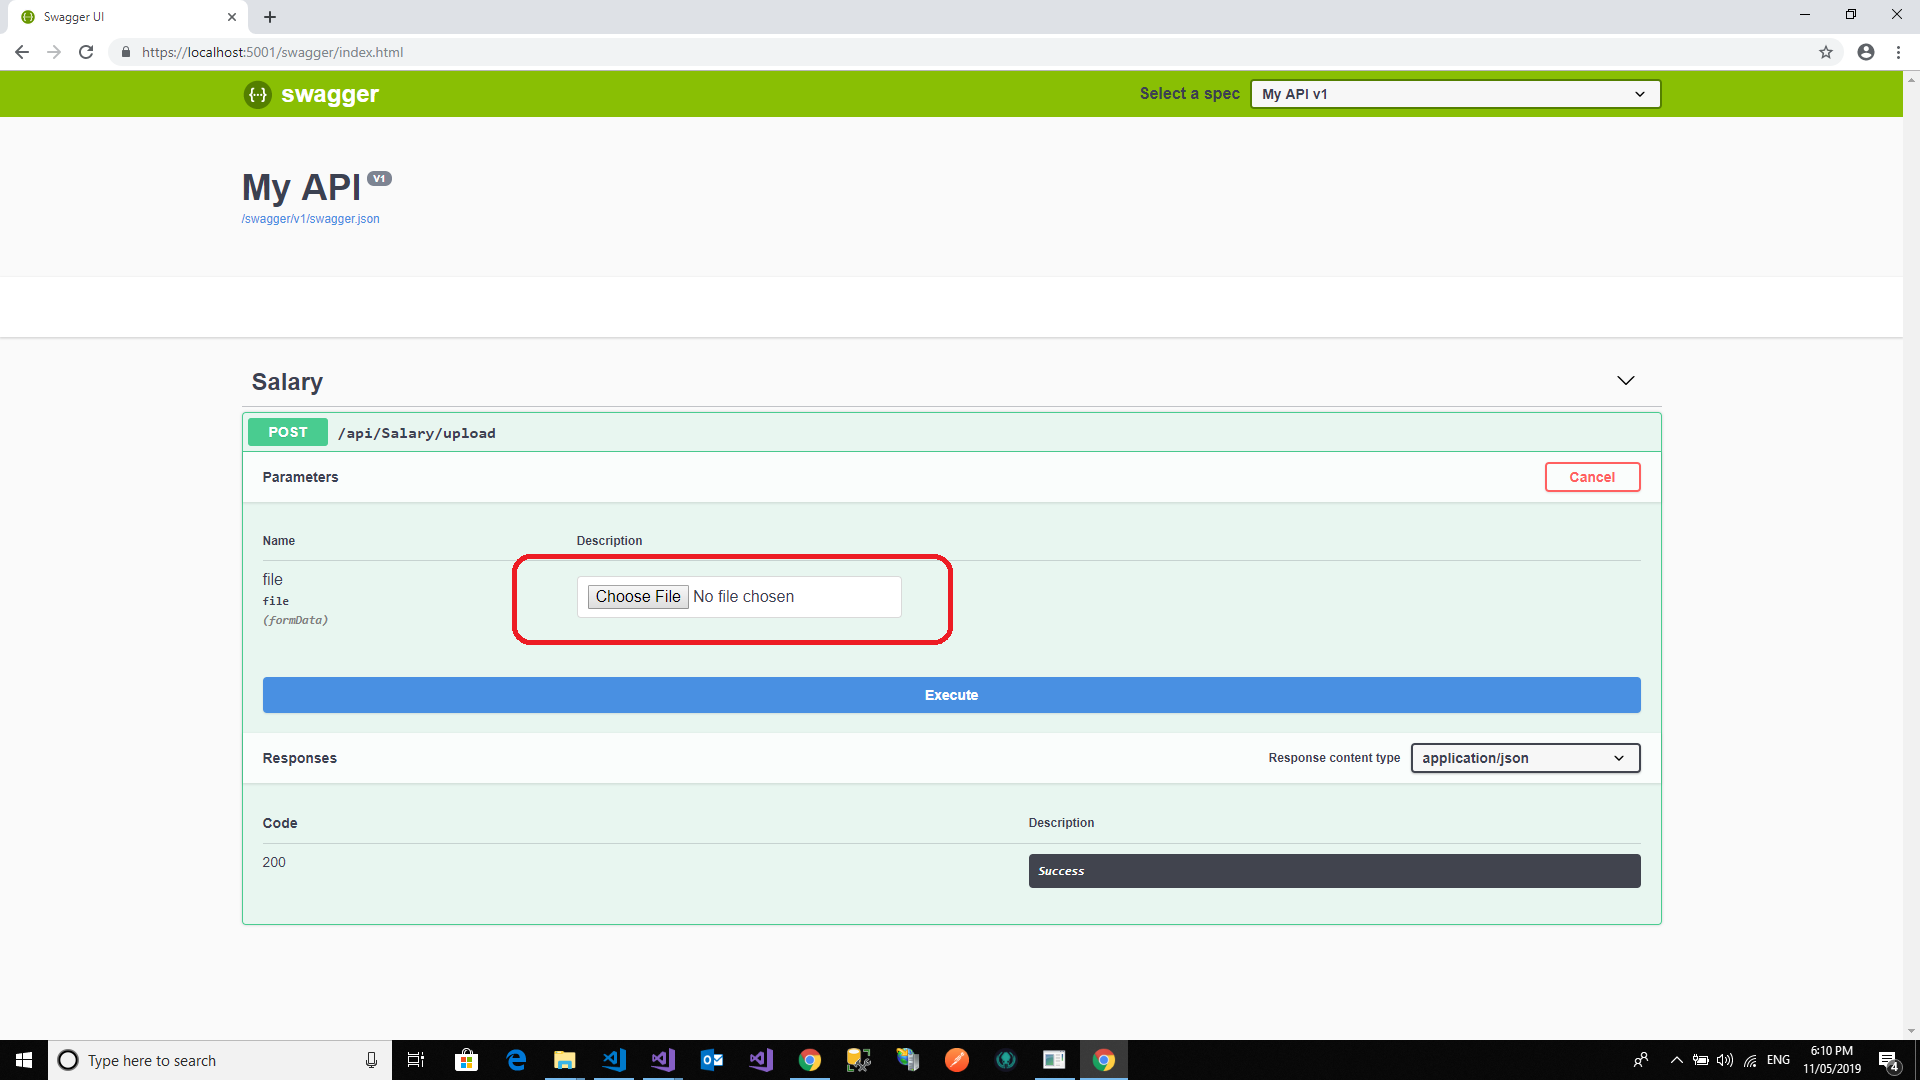 Swagger UI
https://localhost:5001/swagger/index.html
{···} swagger
Select a spec
My API v1
My API V1
/swagger/v1/swagger.json
Salary
POST /api/Salary/upload
Parameters
Cancel
Name
Description
file
file
(formData)
Choose File No file chosen
Execute
Responses
Response content type
application/json
Code
Description
200
Success
Type here to search
ENG
6:10 PM
11/05/2019
4